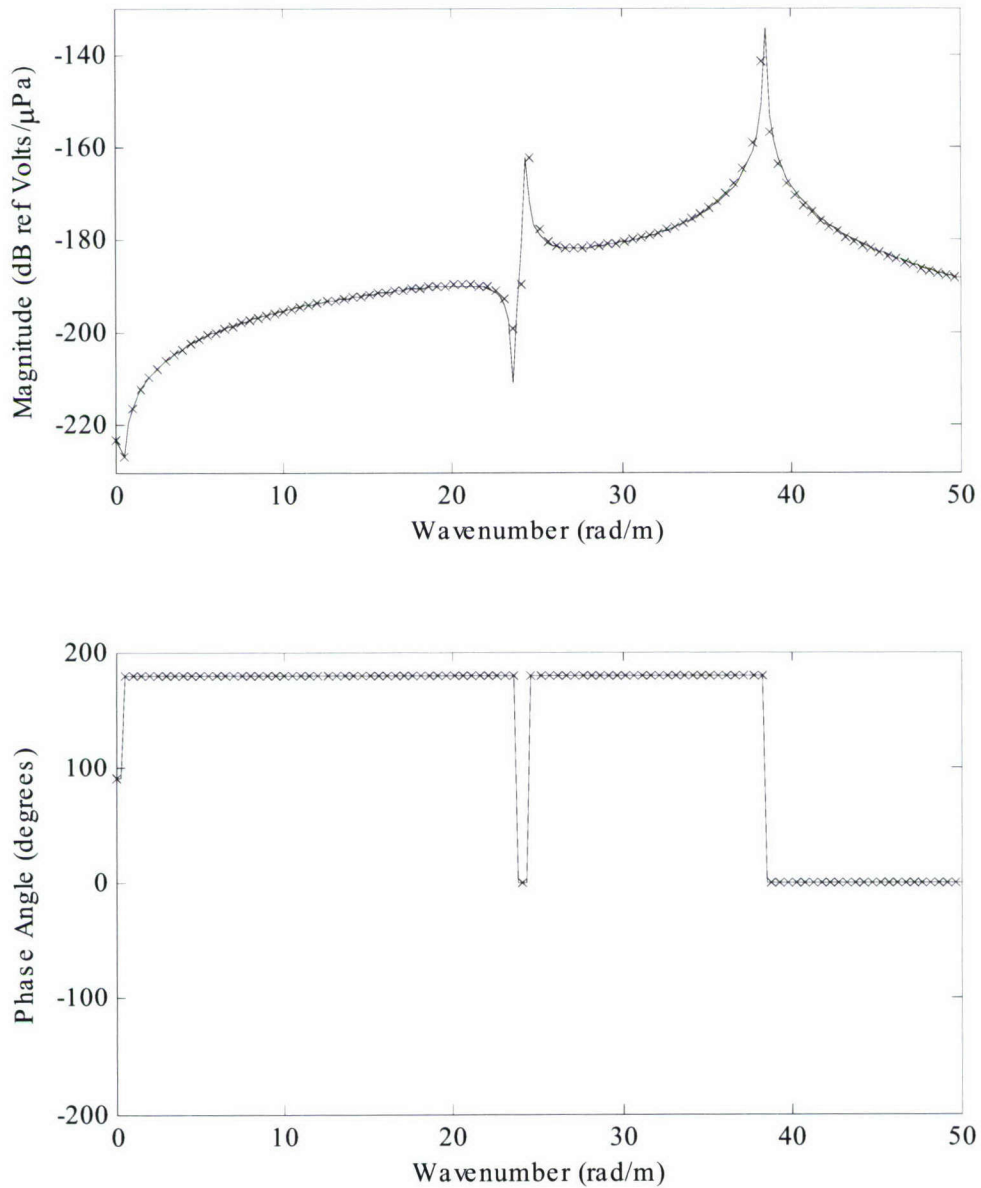 Magnitude (dB ref Volts/μPa)
-140
-160
-180
-200
-220
0 10 20 30 40 50
Wavenumber (rad/m)
Phase Angle (degrees)
200
100
0
-100
-200
0 10 20 30 40 50
Wavenumber (rad/m)